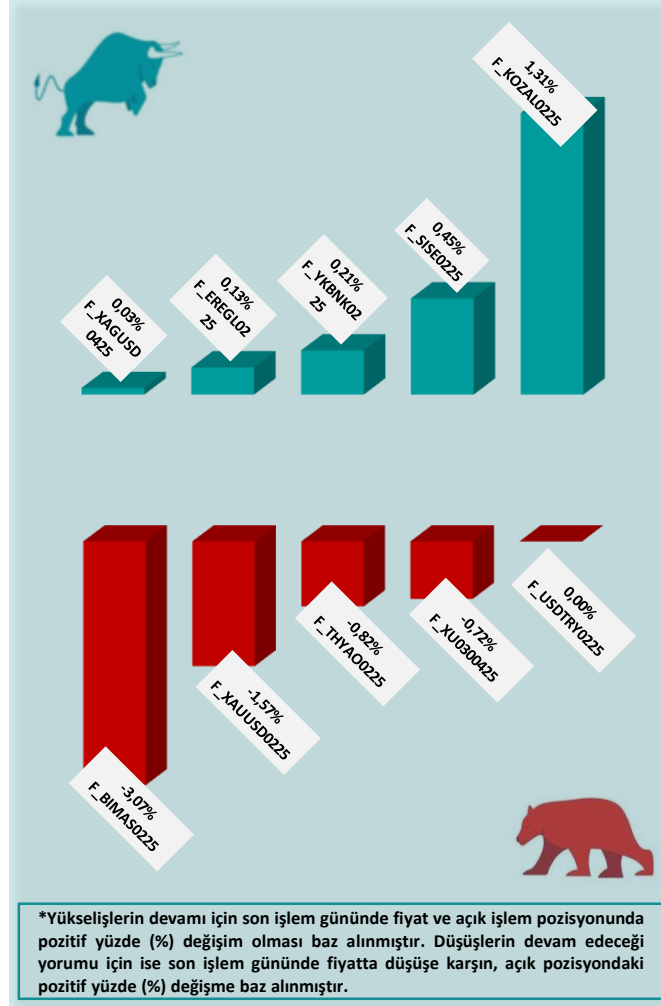 1,31%
F_KOZAL0225
0,45%
F_SISE0225
0,21%
F_YKBNK02
25
0,13%
F_EREGL02
25
0,03%
F_XAGUSD
0425
-3,07%
F_BIMAS0225
-1,57%
F_XAUUSD0225
-0,82%
F_THYAO0225
-0,72%
F_XU0300425
0,00%
F_USDTRY0225
*Yükselişlerin devamı için son işlem gününde fiyat ve açık işlem pozisyonunda
pozitif yüzde (%) değişim olması baz alınmıştır. Düşüşlerin devam edeceği
yorumu için ise son işlem gününde fiyatta düşüşe karşın, açık pozisyondaki
pozitif yüzde (%) değişme baz alınmıştır.